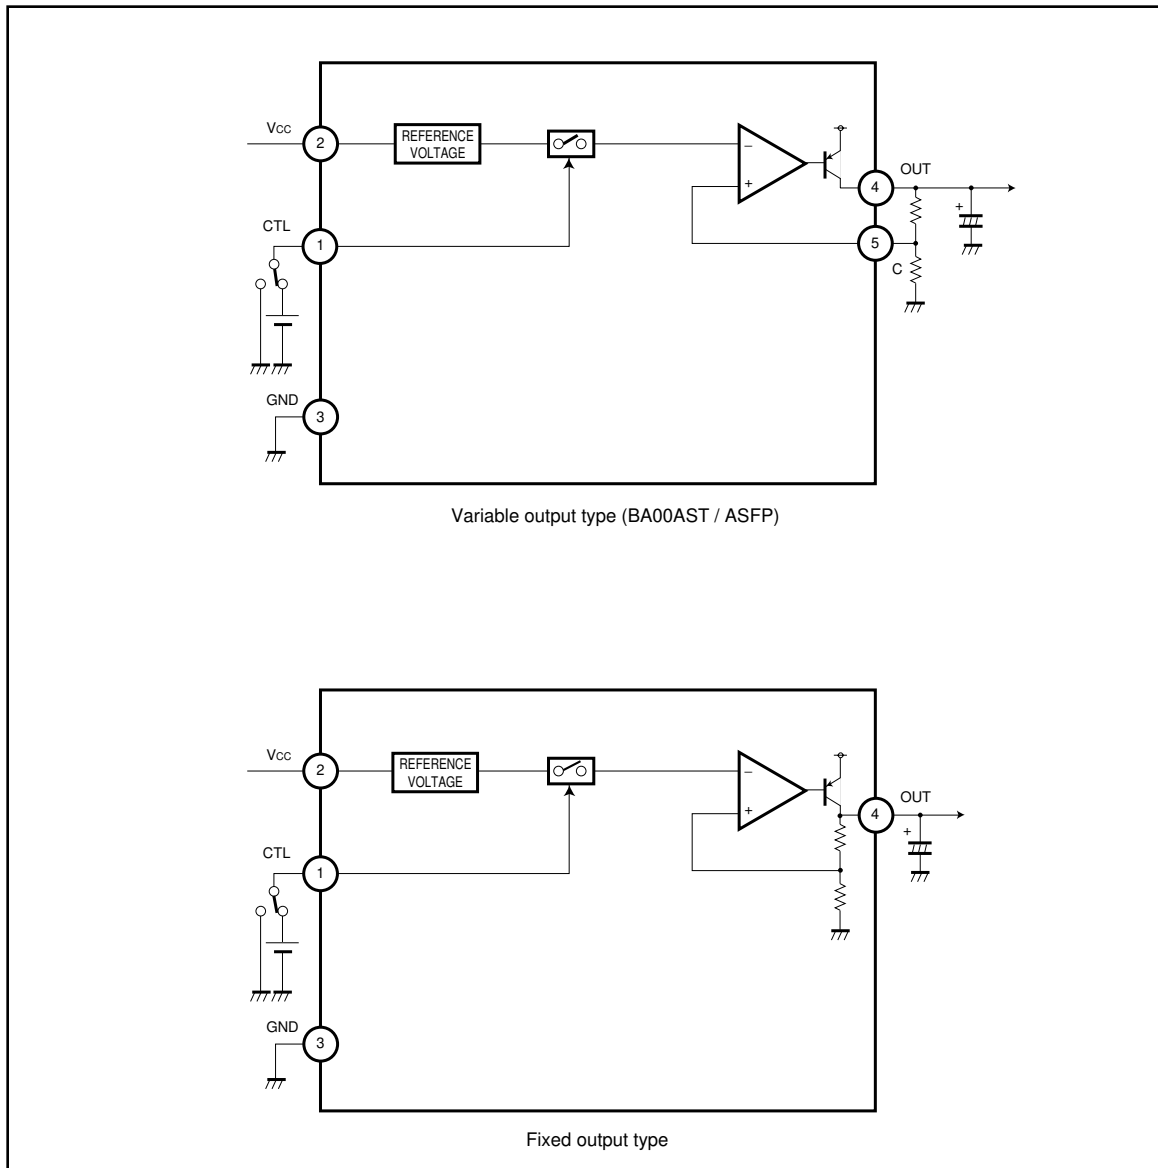 Vcc
2
REFERENCE
VOLTAGE
−
+
4
OUT
+
CTL
1
5
C
GND
3
Variable output type (BA00AST / ASFP)
Vcc
2
REFERENCE
VOLTAGE
−
+
4
OUT
+
CTL
1
GND
3
Fixed output type